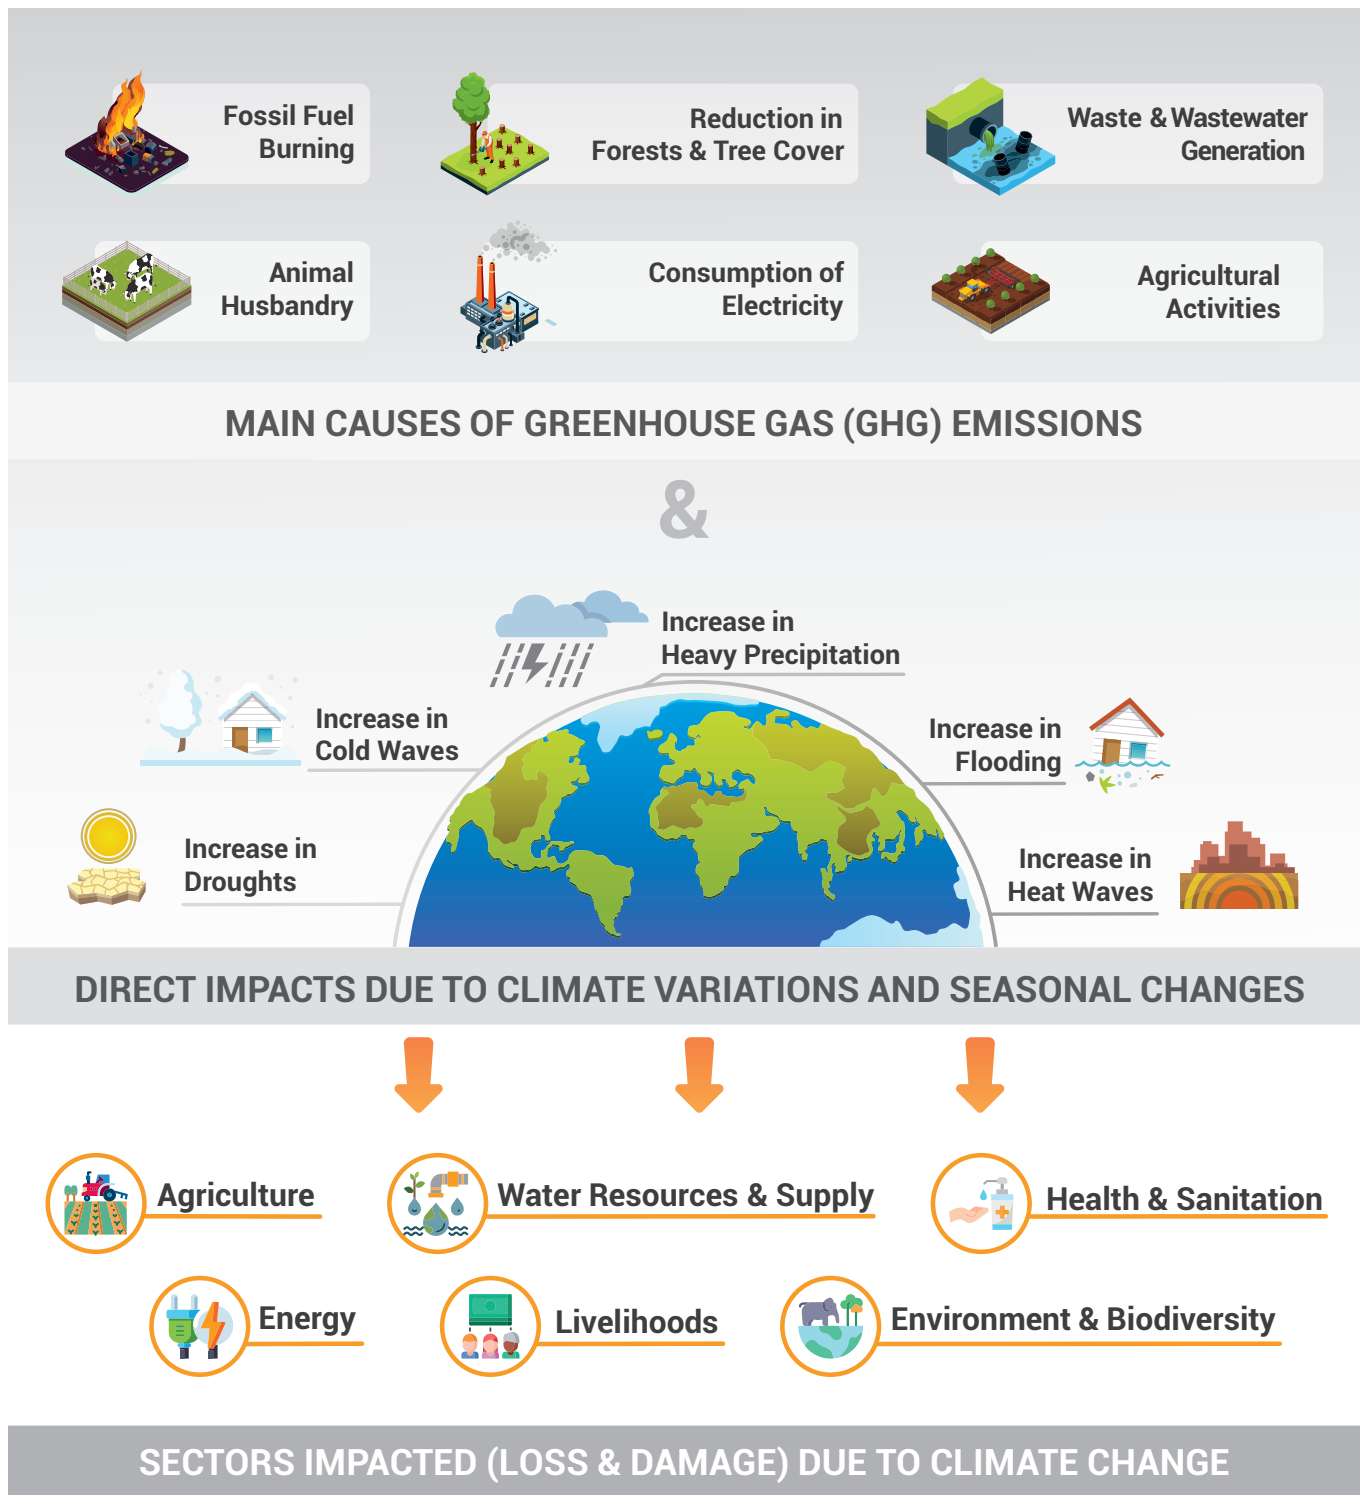 Fossil Fuel
Burning
Reduction in
Forests & Tree Cover
Waste & Wastewater
Generation
Animal
Husbandry
Consumption of
Electricity
Agricultural
Activities
MAIN CAUSES OF GREENHOUSE GAS (GHG) EMISSIONS
&
Increase in
Heavy Precipitation
Increase in
Cold Waves
Increase in
Flooding
Increase in
Droughts
Increase in
Heat Waves
DIRECT IMPACTS DUE TO CLIMATE VARIATIONS AND SEASONAL CHANGES
Agriculture
Water Resources & Supply
Health & Sanitation
Energy
Livelihoods
Environment & Biodiversity
SECTORS IMPACTED (LOSS & DAMAGE) DUE TO CLIMATE CHANGE